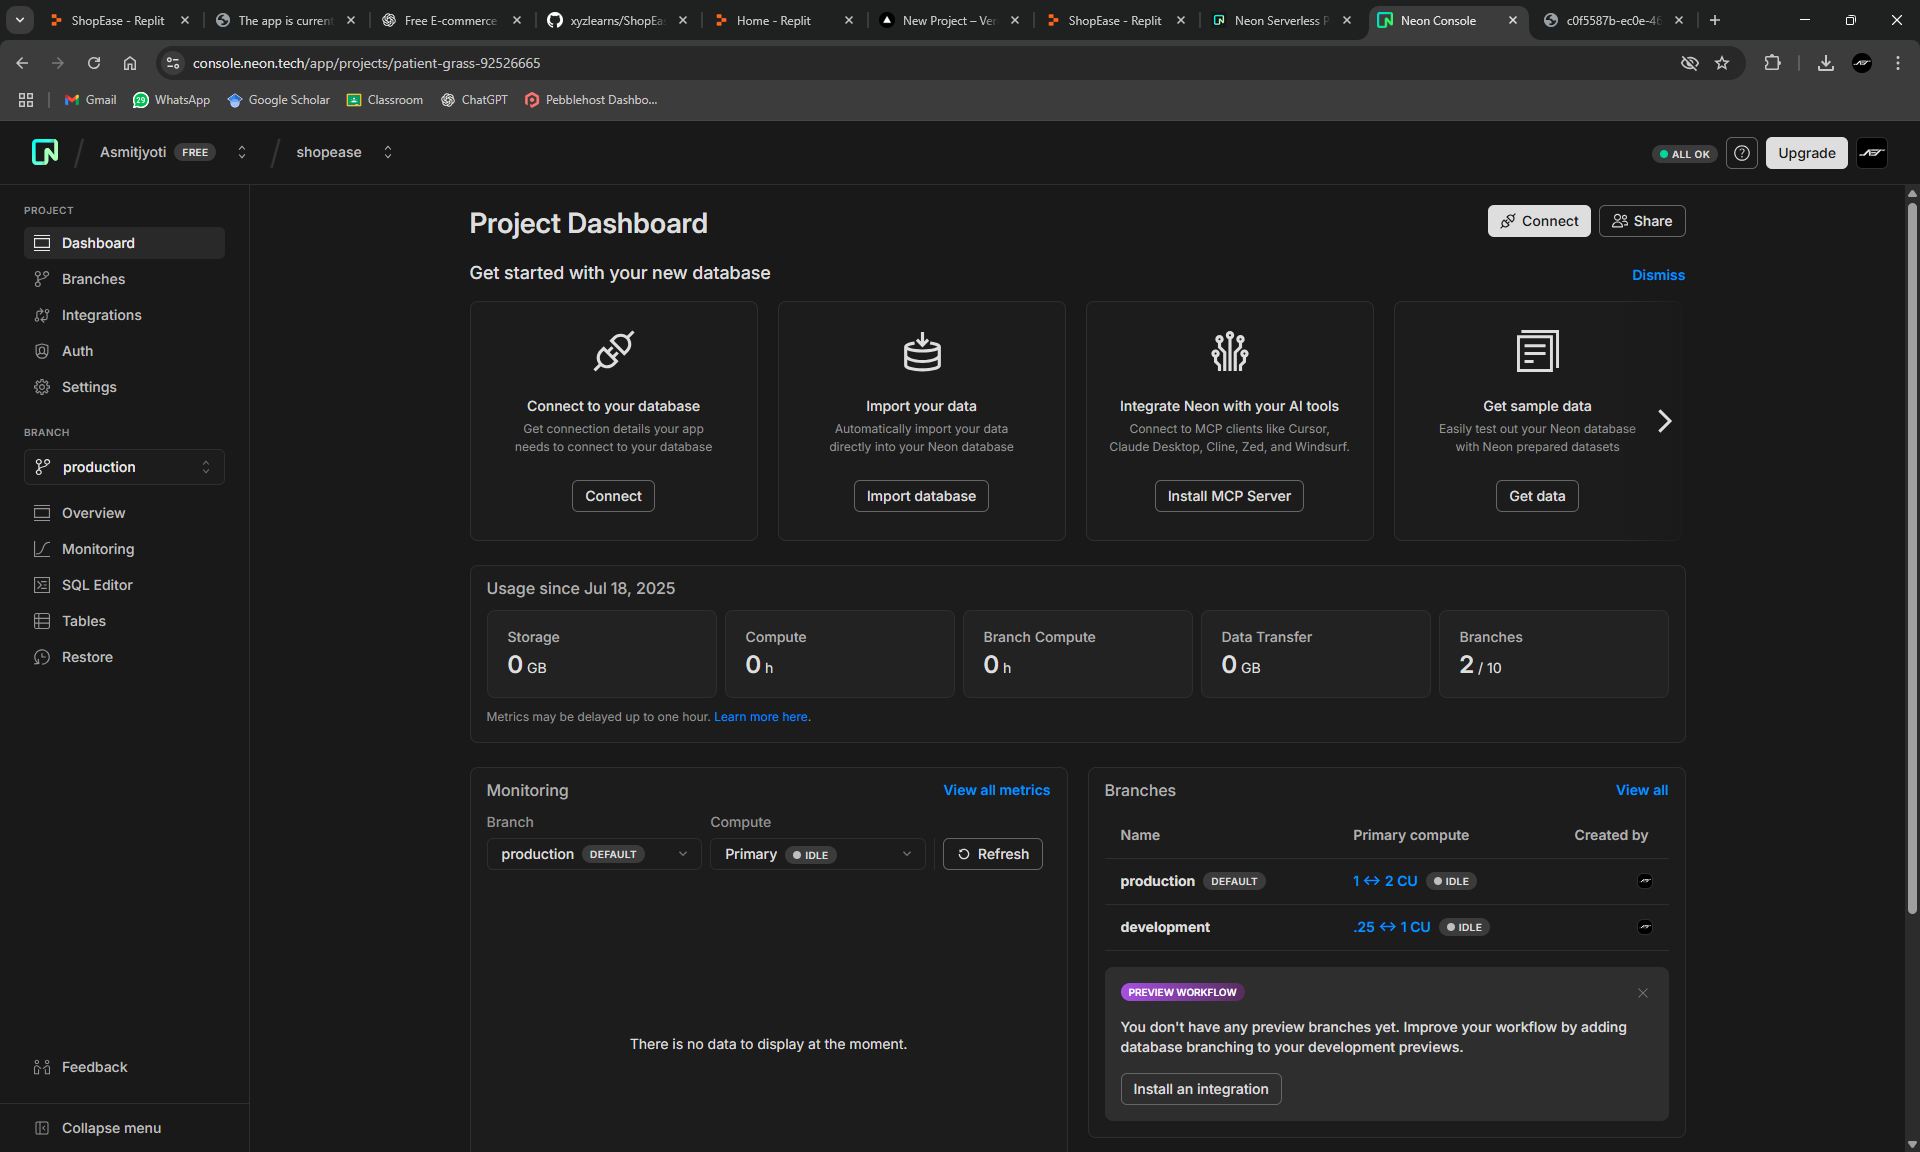 ShopEase - Replit
The app is current
Free E-commerce
xyzlearns/ShopEas
Home - Replit
New Project – Ver
ShopEase - Replit
Neon Serverless P
Neon Console
c0f5587b-ec0e-46
console.neon.tech/app/projects/patient-grass-92526665
Gmail
WhatsApp
Google Scholar
Classroom
ChatGPT
Pebblehost Dashbo...
Asmitjyoti FREE
shopease
ALL OK
Upgrade
PROJECT
Dashboard
Branches
Integrations
Auth
Settings
BRANCH
production
Overview
Monitoring
SQL Editor
Tables
Restore
Feedback
Collapse menu
Project Dashboard
Connect
Share
Get started with your new database
Dismiss
Connect to your database
Get connection details your app
needs to connect to your database
Connect
Import your data
Automatically import your data
directly into your Neon database
Import database
Integrate Neon with your AI tools
Connect to MCP clients like Cursor,
Claude Desktop, Cline, Zed, and Windsurf.
Install MCP Server
Get sample data
Easily test out your Neon database
with Neon prepared datasets
Get data
Usage since Jul 18, 2025
Storage
0 GB
Compute
0 h
Branch Compute
0 h
Data Transfer
0 GB
Branches
2 / 10
Metrics may be delayed up to one hour. Learn more here.
Monitoring
View all metrics
Branch
Compute
production DEFAULT
Primary IDLE
Refresh
There is no data to display at the moment.
Branches
View all
Name
Primary compute
Created by
production DEFAULT
1 ↔ 2 CU IDLE
development
.25 ↔ 1 CU IDLE
PREVIEW WORKFLOW
You don't have any preview branches yet. Improve your workflow by adding
database branching to your development previews.
Install an integration